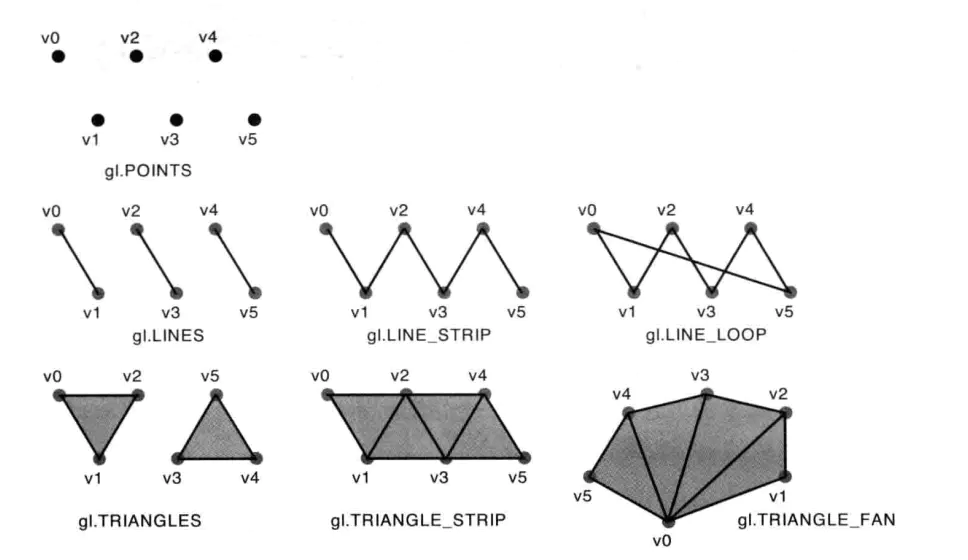 v0 v2 v4
v1 v3 v5
gl.POINTS
v0 v2 v4 v0 v2 v4 v0 v2 v4
v1 v3 v5 v1 v3 v5 v1 v3 v5
gl.LINES gl.LINE_STRIP gl.LINE_LOOP
v0 v2 v5 v0 v2 v4 v4 v3 v2
v1 v3 v4 v1 v3 v5 v5 v1
gl.TRIANGLES gl.TRIANGLE_STRIP gl.TRIANGLE_FAN
v0